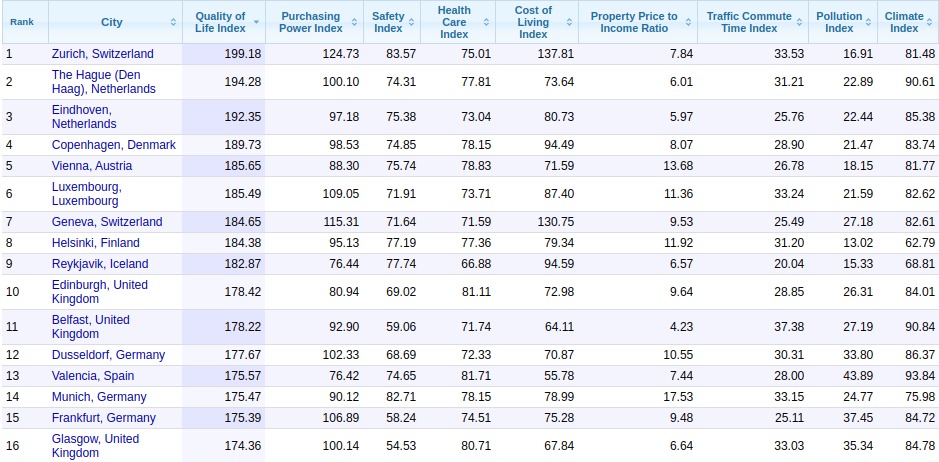 Rank City Quality of Life Index Purchasing Power Index Safety Index Health Care Index Cost of Living Index Property Price to Income Ratio Traffic Commute Time Index Pollution Index Climate Index
1 Zurich, Switzerland 199.18 124.73 83.57 75.01 137.81 7.84 33.53 16.91 81.48
2 The Hague (Den Haag), Netherlands 194.28 100.10 74.31 77.81 73.64 6.01 31.21 22.89 90.61
3 Eindhoven, Netherlands 192.35 97.18 75.38 73.04 80.73 5.97 25.76 22.44 85.38
4 Copenhagen, Denmark 189.73 98.53 74.85 78.15 94.49 8.07 28.90 21.47 83.74
5 Vienna, Austria 185.65 88.30 75.74 78.83 71.59 13.68 26.78 18.15 81.77
6 Luxembourg, Luxembourg 185.49 109.05 71.91 73.71 87.40 11.36 33.24 21.59 82.62
7 Geneva, Switzerland 184.65 115.31 71.64 71.59 130.75 9.53 25.49 27.18 82.61
8 Helsinki, Finland 184.38 95.13 77.19 77.36 79.34 11.92 31.20 13.02 62.79
9 Reykjavik, Iceland 182.87 76.44 77.74 66.88 94.59 6.57 20.04 15.33 68.81
10 Edinburgh, United Kingdom 178.42 80.94 69.02 81.11 72.98 9.64 28.85 26.31 84.01
11 Belfast, United Kingdom 178.22 92.90 59.06 71.74 64.11 4.23 37.38 27.19 90.84
12 Dusseldorf, Germany 177.67 102.33 68.69 72.33 70.87 10.55 30.31 33.80 86.37
13 Valencia, Spain 175.57 76.42 74.65 81.71 55.78 7.44 28.00 43.89 93.84
14 Munich, Germany 175.47 90.12 82.71 78.15 78.99 17.53 33.15 24.77 75.98
15 Frankfurt, Germany 175.39 106.89 58.24 74.51 75.28 9.48 25.11 37.45 84.72
16 Glasgow, United Kingdom 174.36 100.14 54.53 80.71 67.84 6.64 33.03 35.34 84.78